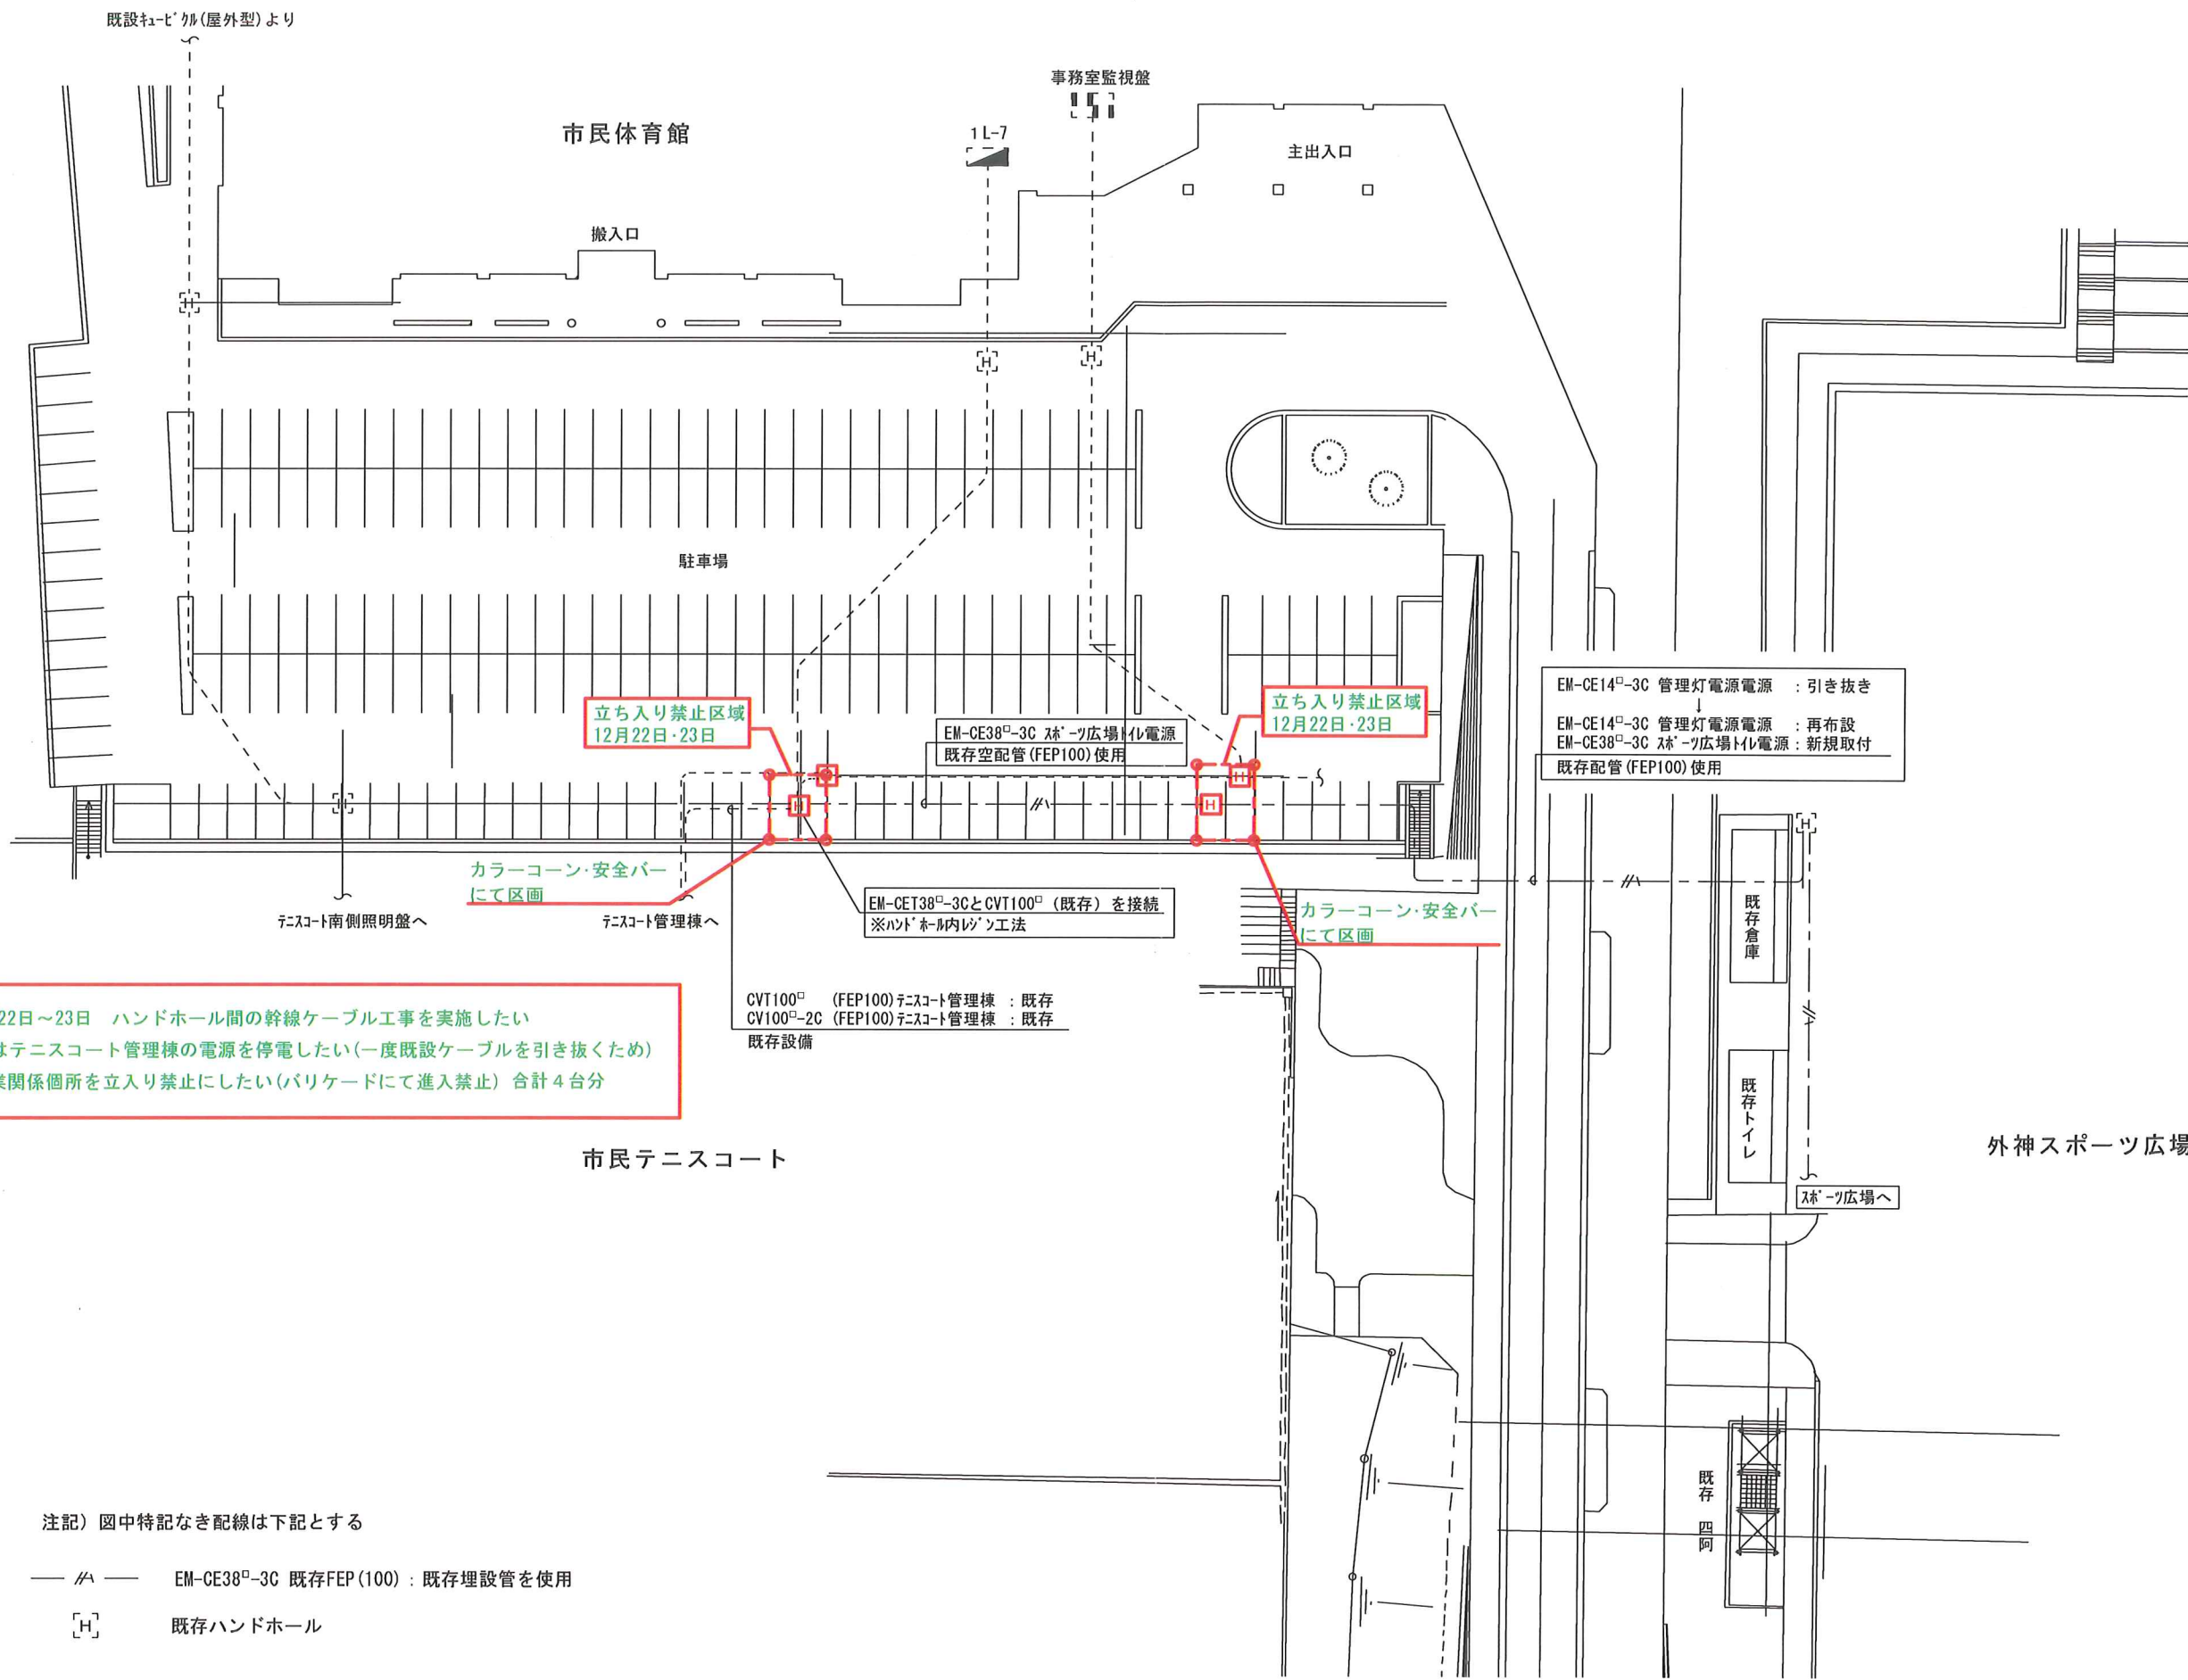 既設ｷｭｰﾋﾞｸﾙ(屋外型)より
事務室監視盤
市民体育館
1L-7
主出入口
搬入口
H
H
H
駐車場
立ち入り禁止区域
12月22日･23日
EM-CE38□-3C ｽﾎﾟｰﾂ広場ﾄｲﾚ電源
既存空配管(FEP100)使用
立ち入り禁止区域
12月22日･23日
EM-CE14□-3C 管理灯電源電源 ：引き抜き
↓
EM-CE14□-3C 管理灯電源電源 ：再布設
EM-CE38□-3C ｽﾎﾟｰﾂ広場ﾄｲﾚ電源：新規取付
既存配管(FEP100)使用
H
H
H
H
H
H
カラーコーン･安全バー
にて区画
ﾃﾆｽｺｰﾄ南側照明盤へ
ﾃﾆｽｺｰﾄ管理棟へ
EM-CET38□-3CとCVT100□（既存）を接続
※ﾊﾝﾄﾞﾎｰﾙ内ﾚｼﾞﾝ工法
カラーコーン･安全バー
にて区画
既存倉庫
CVT100□ (FEP100)ﾃﾆｽｺｰﾄ管理棟 ：既存
CV100□-2C (FEP100)ﾃﾆｽｺｰﾄ管理棟 ：既存
既存設備
22日～23日 ハンドホール間の幹線ケーブル工事を実施したい
はテニスコート管理棟の電源を停電したい(一度既設ケーブルを引き抜くため)
業関係個所を立入り禁止にしたい(バリケードにて進入禁止) 合計４台分
既存トイレ
市民テニスコート
外神スポーツ広場
ｽﾎﾟｰﾂ広場へ
既存 四阿
注記）図中特記なき配線は下記とする
EM-CE38□-3C 既存FEP(100)：既存埋設管を使用
H 既存ハンドホール